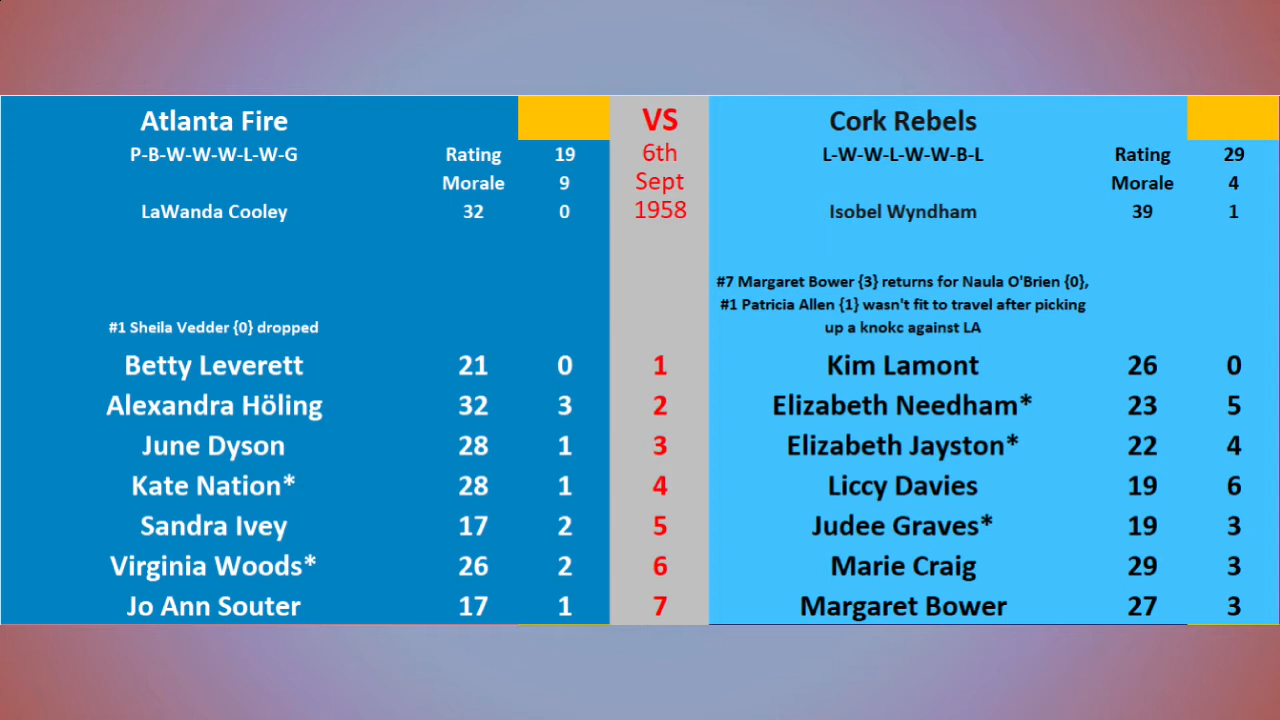 Atlanta Fire VS Cork Rebels
P-B-W-W-W-L-W-G Rating 19 6th L-W-W-L-W-W-B-L Rating 29
Morale 9 Sept Morale 4
LaWanda Cooley 32 0 1958 Isobel Wyndham 39 1
#7 Margaret Bower {3} returns for Naula O'Brien {0},
#1 Patricia Allen {1} wasn't fit to travel after picking
#1 Sheila Vedder {0} dropped up a knokc against LA
Betty Leverett 21 0 1 Kim Lamont 26 0
Alexandra Höling 32 3 2 Elizabeth Needham* 23 5
June Dyson 28 1 3 Elizabeth Jayston* 22 4
Kate Nation* 28 1 4 Liccy Davies 19 6
Sandra Ivey 17 2 5 Judee Graves* 19 3
Virginia Woods* 26 2 6 Marie Craig 29 3
Jo Ann Souter 17 1 7 Margaret Bower 27 3